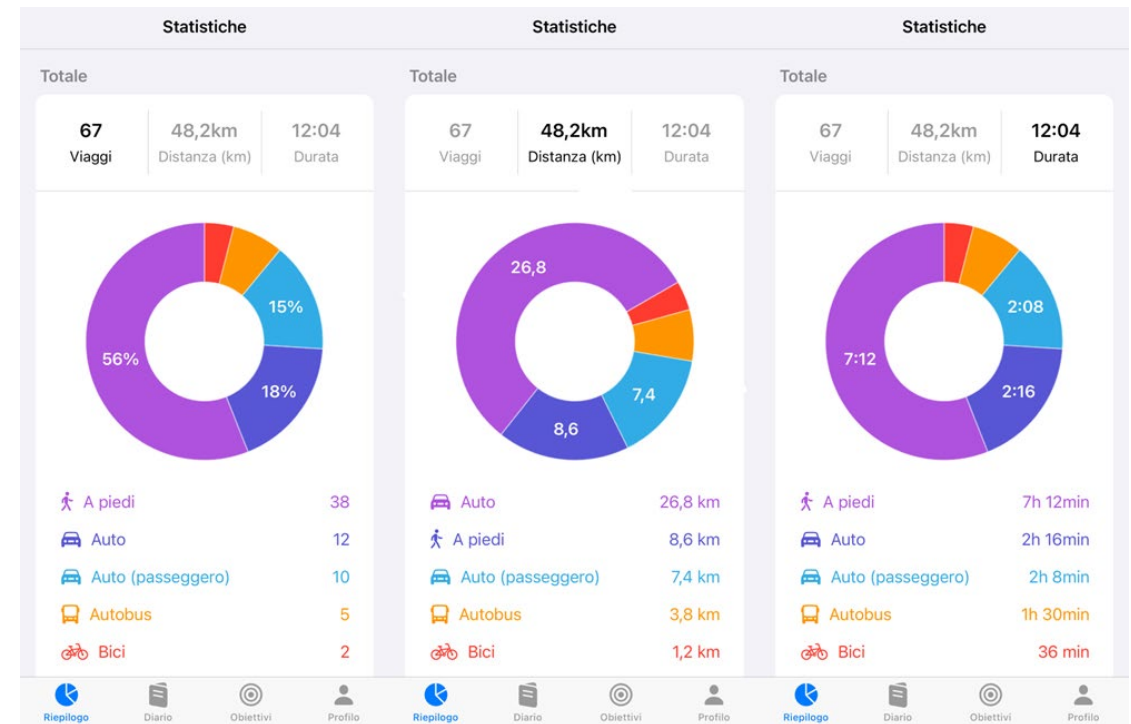 Statistiche
Totale
67
Viaggi
48,2km
Distanza (km)
12:04
Durata
15%
56%
18%
A piedi 38
Auto 12
Auto (passeggero) 10
Autobus 5
Bici 2
Riepilogo Diario Obiettivi Profilo
Statistiche
Totale
67
Viaggi
48,2km
Distanza (km)
12:04
Durata
26,8
7,4
8,6
Auto 26,8 km
A piedi 8,6 km
Auto (passeggero) 7,4 km
Autobus 3,8 km
Bici 1,2 km
Riepilogo Diario Obiettivi Profilo
Statistiche
Totale
67
Viaggi
48,2km
Distanza (km)
12:04
Durata
2:08
7:12
2:16
A piedi 7h 12min
Auto 2h 16min
Auto (passeggero) 2h 8min
Autobus 1h 30min
Bici 36 min
Riepilogo Diario Obiettivi Profilo